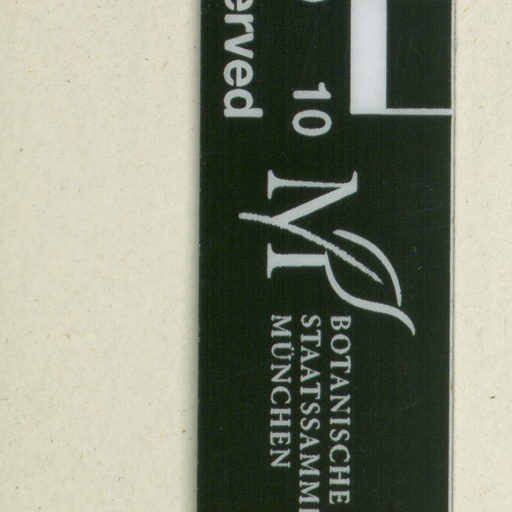 erved
10
BOTANISCHE
STAATSSAMM
MÜNCHEN